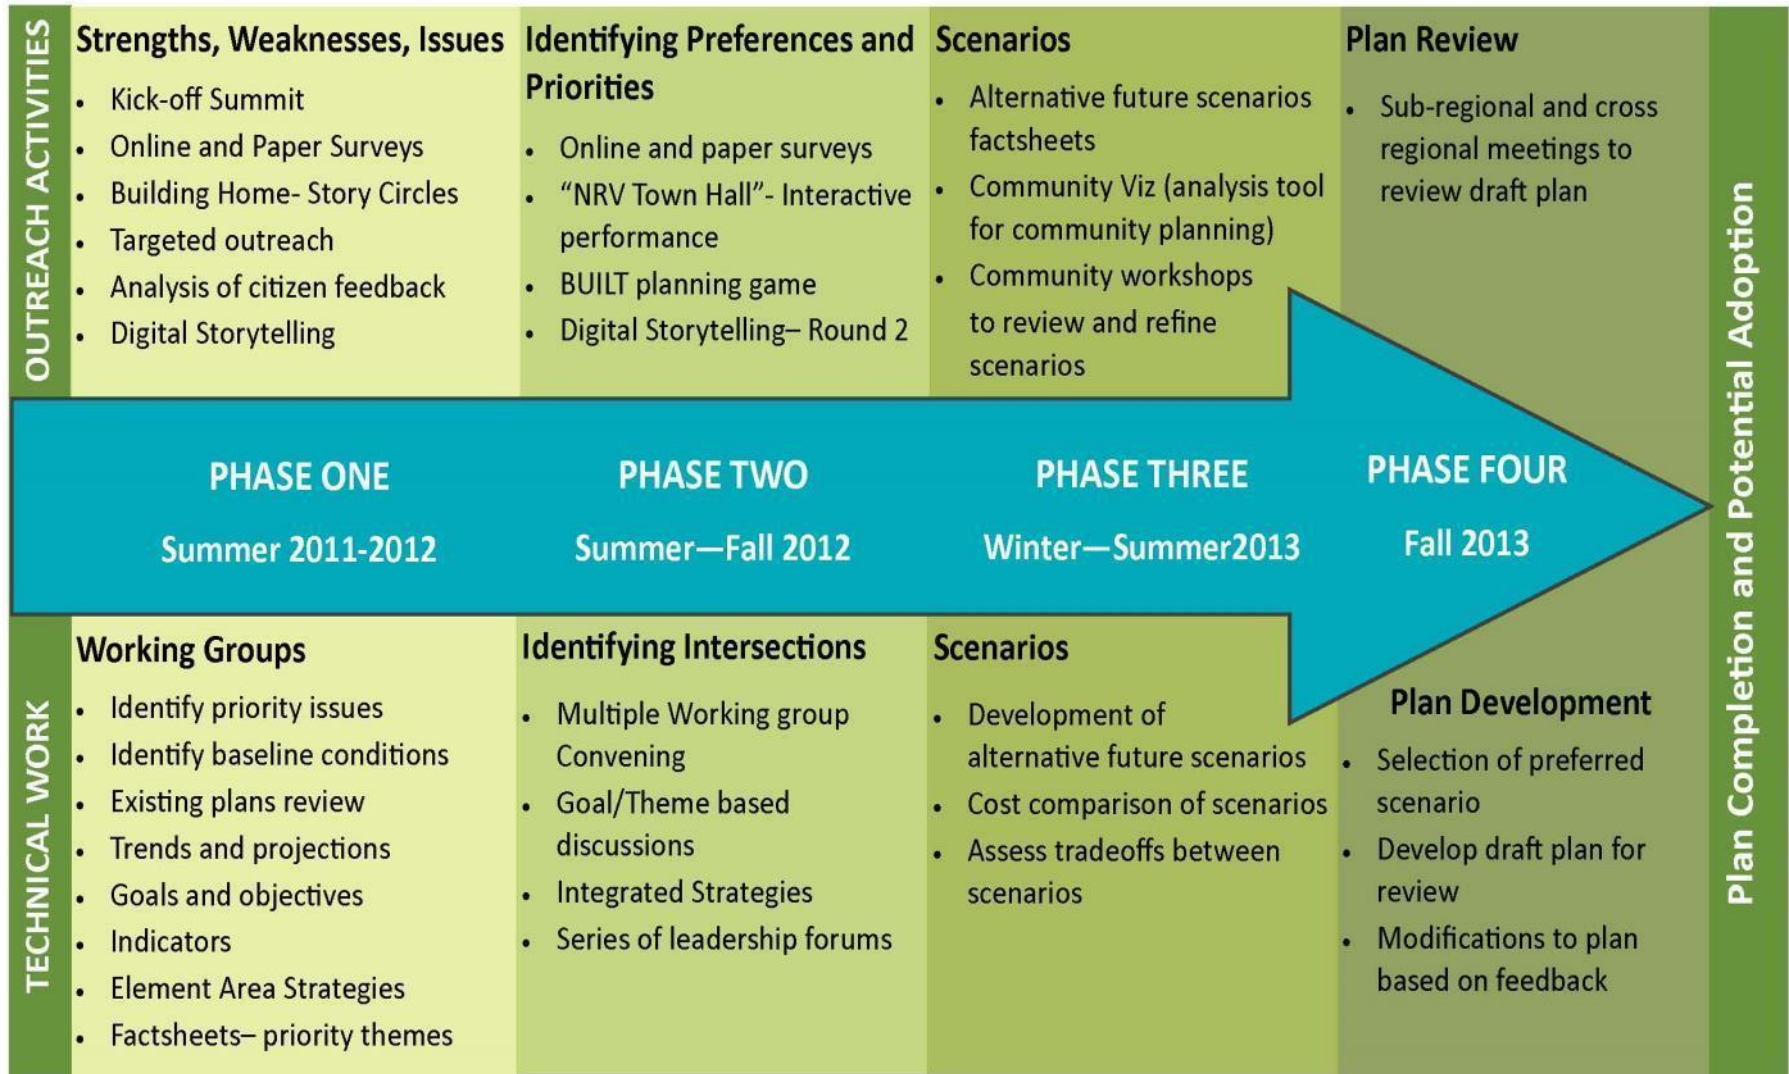 OUTREACH ACTIVITIES
Strengths, Weaknesses, Issues
• Kick-off Summit
• Online and Paper Surveys
• Building Home- Story Circles
• Targeted outreach
• Analysis of citizen feedback
• Digital Storytelling
Identifying Preferences and
Priorities
• Online and paper surveys
• “NRV Town Hall”- Interactive
performance
• BUILT planning game
• Digital Storytelling– Round 2
Scenarios
• Alternative future scenarios
factsheets
• Community Viz (analysis tool
for community planning)
• Community workshops
to review and refine
scenarios
Plan Review
• Sub-regional and cross
regional meetings to
review draft plan
PHASE ONE
Summer 2011-2012
PHASE TWO
Summer—Fall 2012
PHASE THREE
Winter—Summer2013
PHASE FOUR
Fall 2013
TECHNICAL WORK
Working Groups
• Identify priority issues
• Identify baseline conditions
• Existing plans review
• Trends and projections
• Goals and objectives
• Indicators
• Element Area Strategies
• Factsheets– priority themes
Identifying Intersections
• Multiple Working group
Convening
• Goal/Theme based
discussions
• Integrated Strategies
• Series of leadership forums
Scenarios
• Development of
alternative future scenarios
• Cost comparison of scenarios
• Assess tradeoffs between
scenarios
Plan Development
• Selection of preferred
scenario
• Develop draft plan for
review
• Modifications to plan
based on feedback
Plan Completion and Potential Adoption